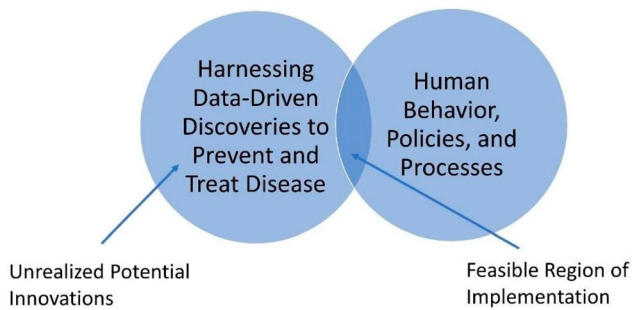 Harnessing
Data-Driven
Discoveries to
Prevent and
Treat Disease
Human
Behavior,
Policies, and
Processes
Unrealized Potential
Innovations
Feasible Region of
Implementation